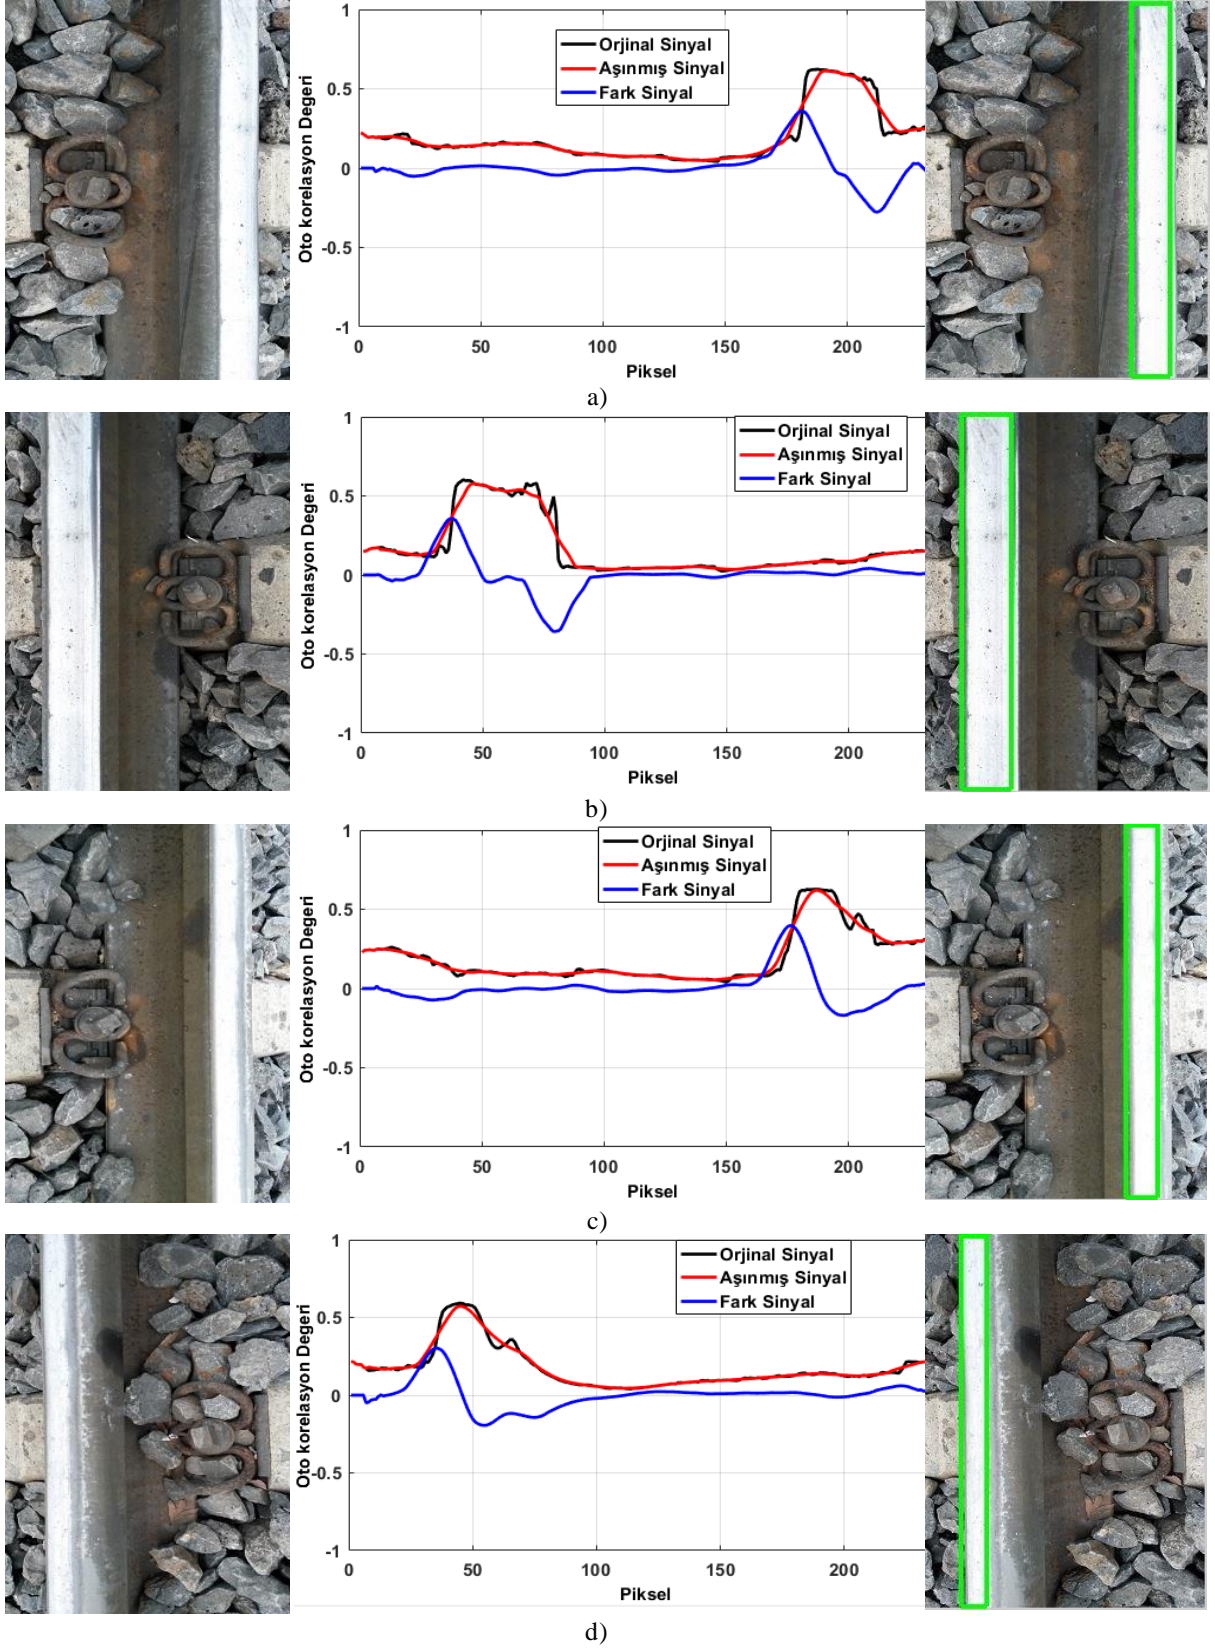 1
Orjinal Sinyal
Aşınmış Sinyal
Fark Sinyal
0.5
0
-0.5
-1
Oto korelasyon Degeri
0 50 100 150 200
Piksel
a)
1
Orjinal Sinyal
Aşınmış Sinyal
Fark Sinyal
0.5
0
-0.5
-1
Oto korelasyon Degeri
0 50 100 150 200
Piksel
b)
1
Orjinal Sinyal
Aşınmış Sinyal
Fark Sinyal
0.5
0
-0.5
-1
Oto korelasyon Degeri
0 50 100 150 200
Piksel
c)
1
Orjinal Sinyal
Aşınmış Sinyal
Fark Sinyal
0.5
0
-0.5
-1
Oto korelasyon Degeri
0 50 100 150 200
Piksel
d)